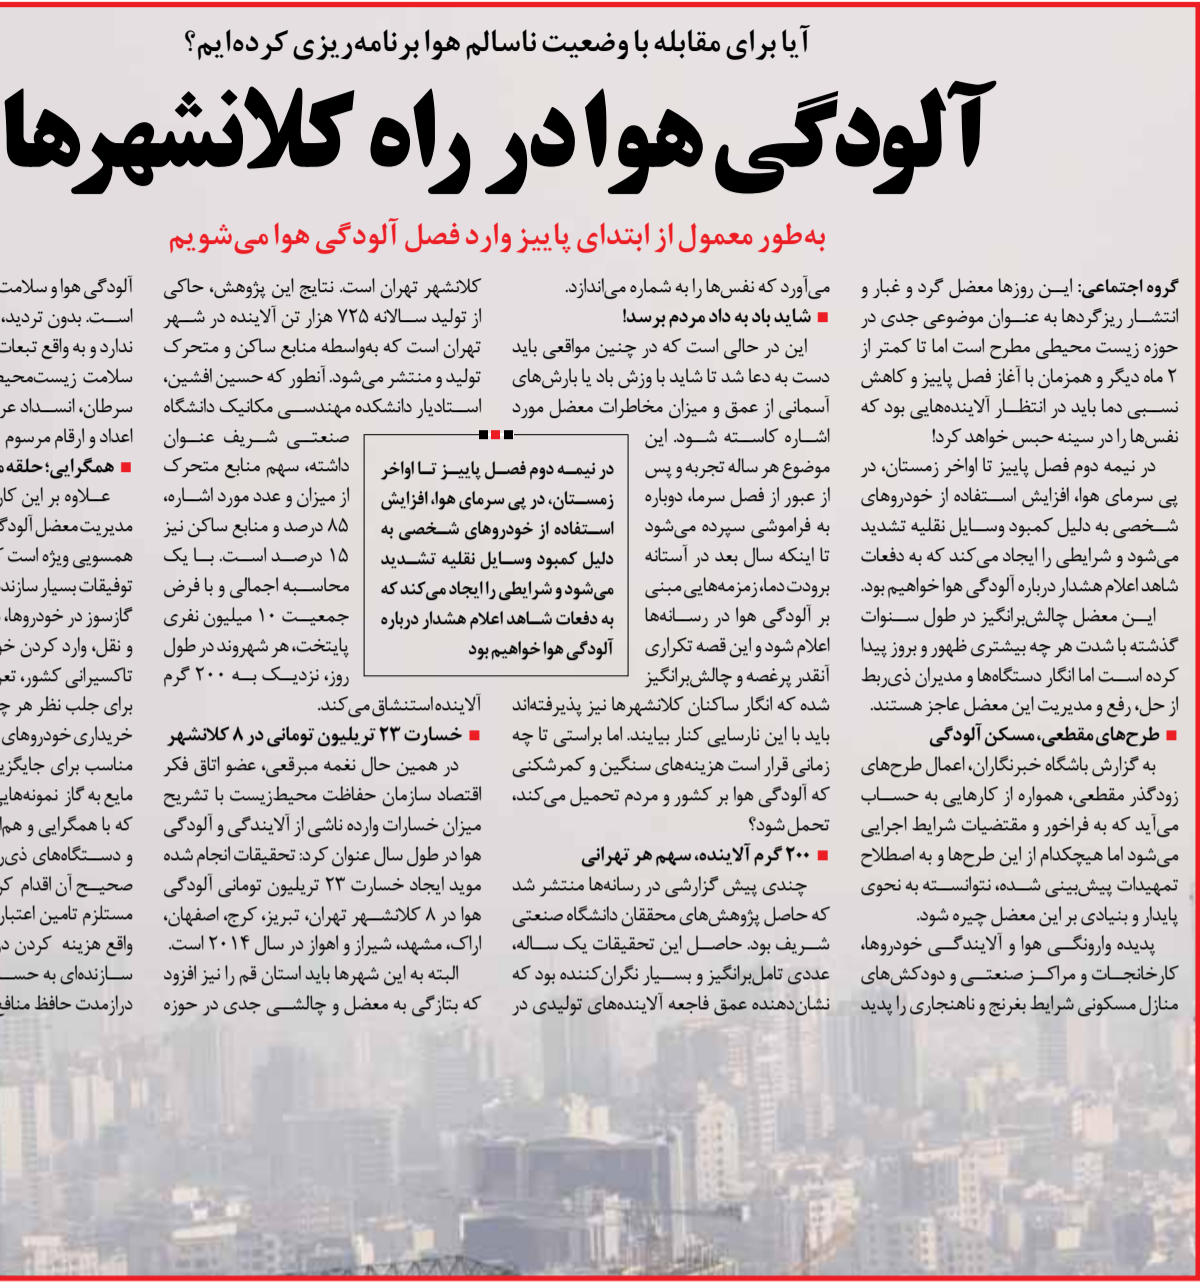 آیا برای مقابله با وضعیت ناسالم هوا برنامه‌ریزی کرده‌ایم؟
آلودگی هوا در راه کلانشهرها
به‌طور معمول از ابتدای پاییز وارد فصل آلودگی هوا می‌شویم
گروه اجتماعی: این روزها معضل گرد و غبار و
انتشار ریزگردها به عنوان موضوعی جدی در
حوزه زیست محیطی مطرح است اما تا کمتر از
۲ ماه دیگر و همزمان با آغاز فصل پاییز و کاهش
نسبی دما باید در انتظار آلاینده‌هایی بود که
نفس‌ها را در سینه حبس خواهد کرد!
در نیمه دوم فصل پاییز تا اواخر زمستان، در
پی سرمای هوا، افزایش استفاده از خودروهای
شخصی به دلیل کمبود وسایل نقلیه تشدید
می‌شود و شرایطی را ایجاد می‌کند که به دفعات
شاهد اعلام هشدار درباره آلودگی هوا خواهیم بود.
این معضل چالش‌برانگیز در طول سنوات
گذشته با شدت هر چه بیشتری ظهور و بروز پیدا
کرده است اما انگار دستگاه‌ها و مدیران ذی‌ربط
از حل، رفع و مدیریت این معضل عاجز هستند.
■ طرح‌های مقطعی، مسکن آلودگی
به گزارش باشگاه خبرنگاران، اعمال طرح‌های
زودگذر مقطعی، همواره از کارهایی به حساب
می‌آید که به فراخور و مقتضیات شرایط اجرایی
می‌شود اما هیچکدام از این طرح‌ها و به اصطلاح
تمهیدات پیش‌بینی شده، نتوانسته به نحوی
پایدار و بنیادی بر این معضل چیره شود.
پدیده وارونگی هوا و آلایندگی خودروها،
کارخانجات و مراکز صنعتی و دودکش‌های
منازل مسکونی شرایط بغرنج و ناهنجاری را پدید
می‌آورد که نفس‌ها را به شماره می‌اندازد.
■ شاید باد به داد مردم برسد!
این در حالی است که در چنین مواقعی باید
دست به دعا شد تا شاید با وزش باد یا بارش‌های
آسمانی از عمق و میزان مخاطرات معضل مورد
اشاره کاسته شود. این
موضوع هر ساله تجربه و پس
از عبور از فصل سرما، دوباره
به فراموشی سپرده می‌شود
تا اینکه سال بعد در آستانه
برودت دما، زمزمه‌هایی مبنی
بر آلودگی هوا در رسانه‌ها
اعلام شود و این قصه تکراری
آنقدر پرغصه و چالش‌برانگیز
شده که انگار ساکنان کلانشهرها نیز پذیرفته‌اند
باید با این نارسایی کنار بیایند. اما براستی تا چه
زمانی قرار است هزینه‌های سنگین و کمرشکنی
که آلودگی هوا بر کشور و مردم تحمیل می‌کند،
تحمل شود؟
■ ۲۰۰ گرم آلاینده، سهم هر تهرانی
چندی پیش گزارشی در رسانه‌ها منتشر شد
که حاصل پژوهش‌های محققان دانشگاه صنعتی
شریف بود. حاصل این تحقیقات یک ساله،
عددی تامل‌برانگیز و بسیار نگران‌کننده بود که
نشان‌دهنده عمق فاجعه آلاینده‌های تولیدی در
در نیمه دوم فصل پاییز تا اواخر
زمستان، در پی سرمای هوا، افزایش
استفاده از خودروهای شخصی به
دلیل کمبود وسایل نقلیه تشدید
می‌شود و شرایطی را ایجاد می‌کند که
به دفعات شاهد اعلام هشدار درباره
آلودگی هوا خواهیم بود
کلانشهر تهران است. نتایج این پژوهش، حاکی
از تولید سالانه ۷۲۵ هزار تن آلاینده در شهر
تهران است که به‌واسطه منابع ساکن و متحرک
تولید و منتشر می‌شود. آنطور که حسین افشین،
استادیار دانشکده مهندسی مکانیک دانشگاه
صنعتی شریف عنوان
داشته، سهم منابع متحرک
از میزان و عدد مورد اشاره،
۸۵ درصد و منابع ساکن نیز
۱۵ درصد است. با یک
محاسبه اجمالی و با فرض
جمعیت ۱۰ میلیون نفری
پایتخت، هر شهروند در طول
روز، نزدیک به ۲۰۰ گرم
آلاینده استنشاق می‌کند.
■ خسارت ۲۳ تریلیون تومانی در ۸ کلانشهر
در همین حال نغمه مبرقعی، عضو اتاق فکر
اقتصاد سازمان حفاظت محیط‌زیست با تشریح
میزان خسارات وارده ناشی از آلایندگی و آلودگی
هوا در طول سال عنوان کرد: تحقیقات انجام شده
موید ایجاد خسارت ۲۳ تریلیون تومانی آلودگی
هوا در ۸ کلانشهر تهران، تبریز، کرج، اصفهان،
اراک، مشهد، شیراز و اهواز در سال ۲۰۱۴ است.
البته به این شهرها باید استان قم را نیز افزود
که بتازگی به معضل و چالشی جدی در حوزه
آلودگی هوا و سلامت
است. بدون تردید،
ندارد و به واقع تبعات
سلامت زیست‌محیط
سرطان، انسداد عر
اعداد و ارقام مرسوم
■ همگرایی؛ حلقه م
علاوه بر این کار
مدیریت معضل آلودگ
همسویی ویژه است ک
توفیقات بسیار سازنده
گازسوز در خودروها،
و نقل، وارد کردن خو
تاکسیرانی کشور، تعر
برای جلب نظر هر چ
خریداری خودروهای
مناسب برای جایگزی
مایع به گاز نمونه‌هایی
که با همگرایی و هم‌ا
و دستگاه‌های ذی‌ر
صحیح آن اقدام کر
مستلزم تامین اعتبار
واقع هزینه کردن در
سازنده‌ای به حسـ
درازمدت حافظ منافع